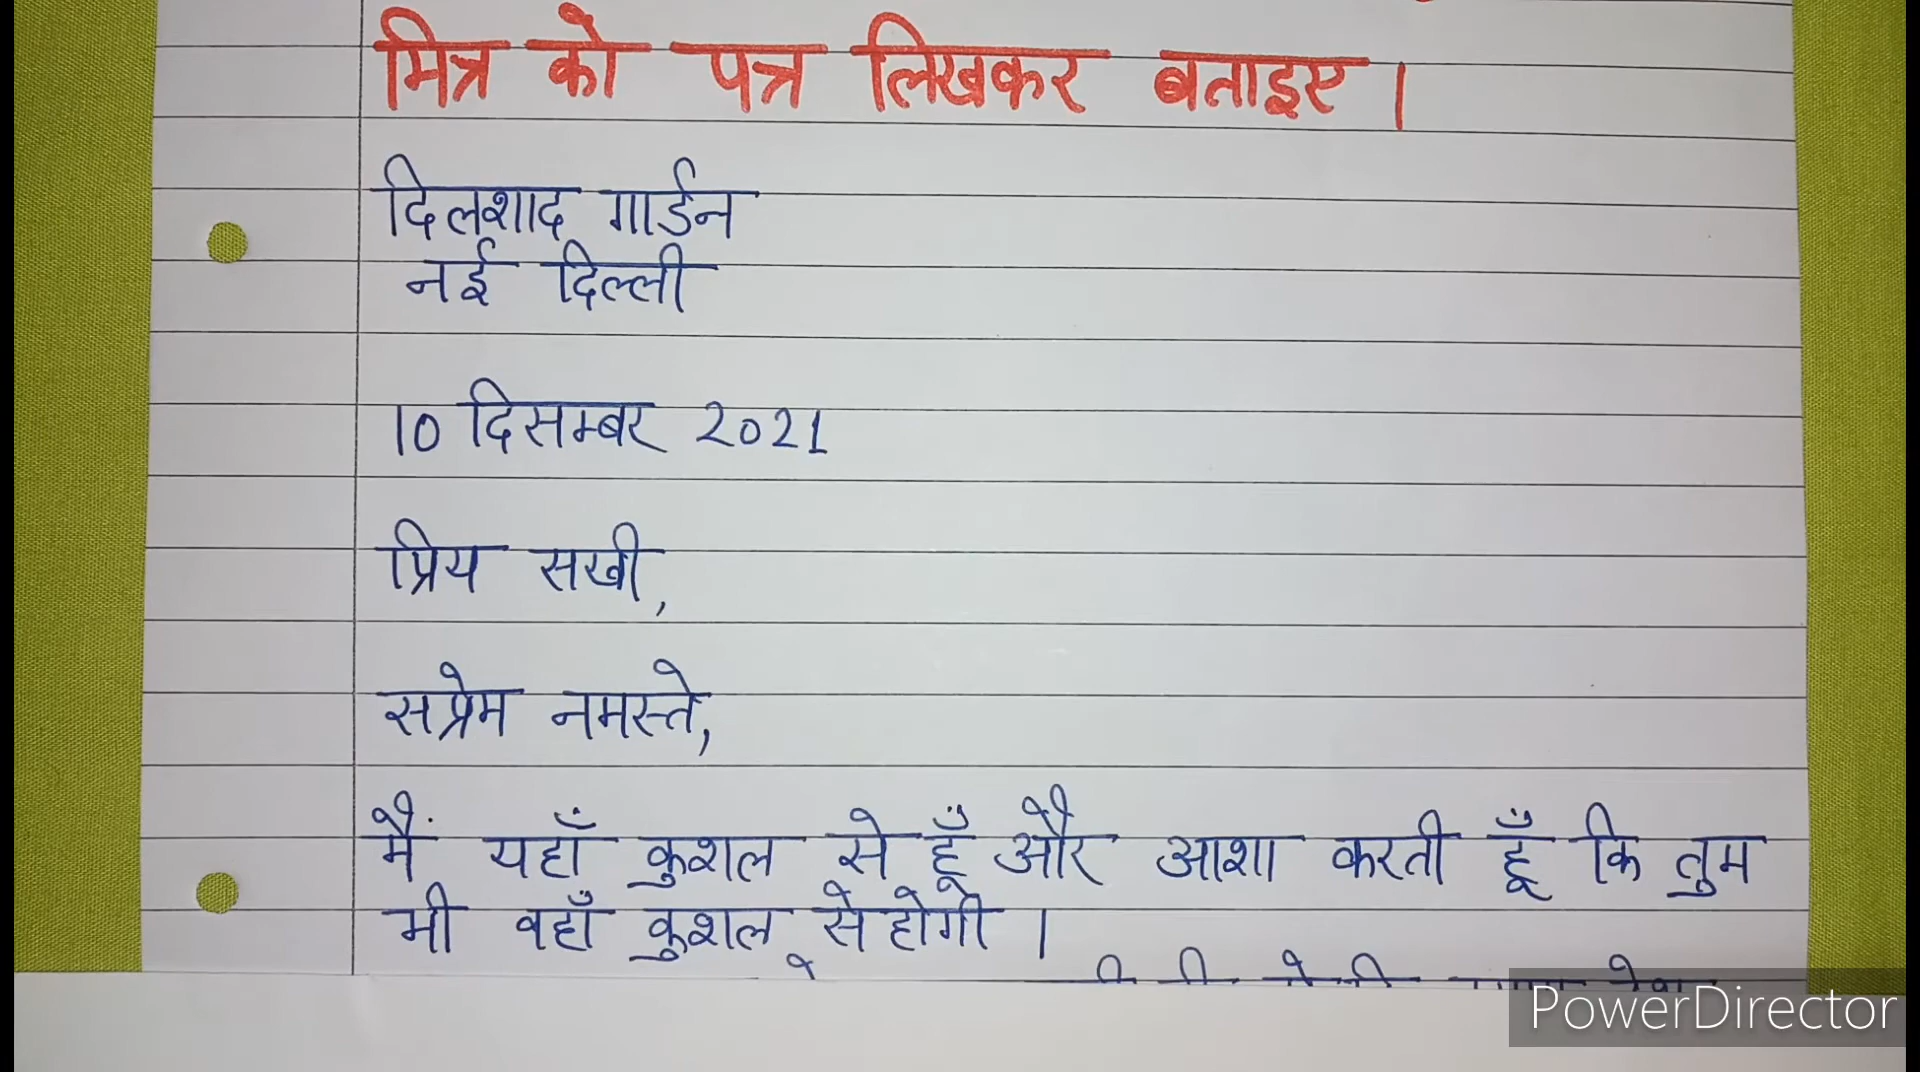 मित्र को पत्र लिखकर बताइए।
दिलशाद गार्डन
नई दिल्ली
10 दिसम्बर 2021
प्रिय सखी,
सप्रेम नमस्ते,
मैं यहाँ कुशल से हूँ और आशा करती हूँ कि तुम
भी वहाँ कुशल से होगी।
PowerDirector